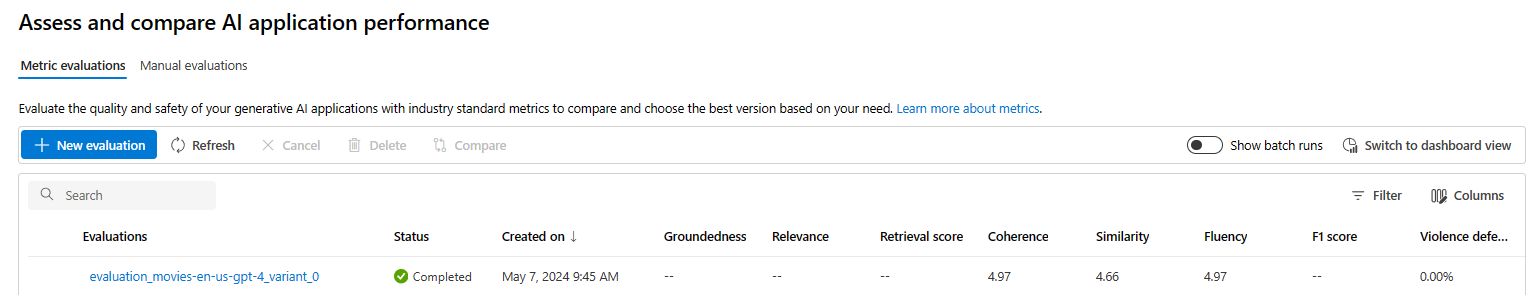 Assess and compare AI application performance
Metric evaluations Manual evaluations
Evaluate the quality and safety of your generative AI applications with industry standard metrics to compare and choose the best version based on your need. Learn more about metrics.
New evaluation Refresh Cancel Delete Compare Show batch runs Switch to dashboard view
Search Filter Columns
Evaluations Status Created on ↓ Groundedness Relevance Retrieval score Coherence Similarity Fluency F1 score Violence defe...
evaluation_movies-en-us-gpt-4_variant_0 Completed May 7, 2024 9:45 AM -- -- -- 4.97 4.66 4.97 -- 0.00%